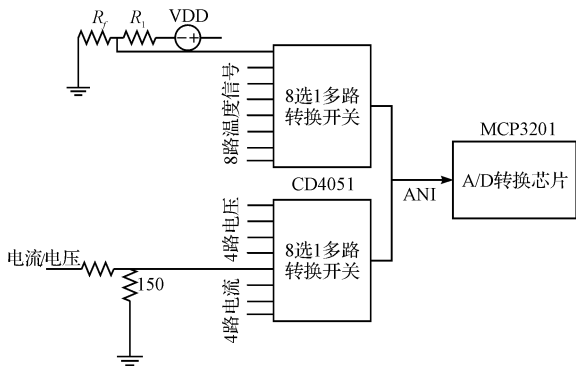 R_f
R_1
VDD
8路温度信号
8选1多路
转换开关
MCP3201
A/D转换芯片
CD4051
ANI
4路电压
8选1多路
转换开关
电流/电压
150
4路电流